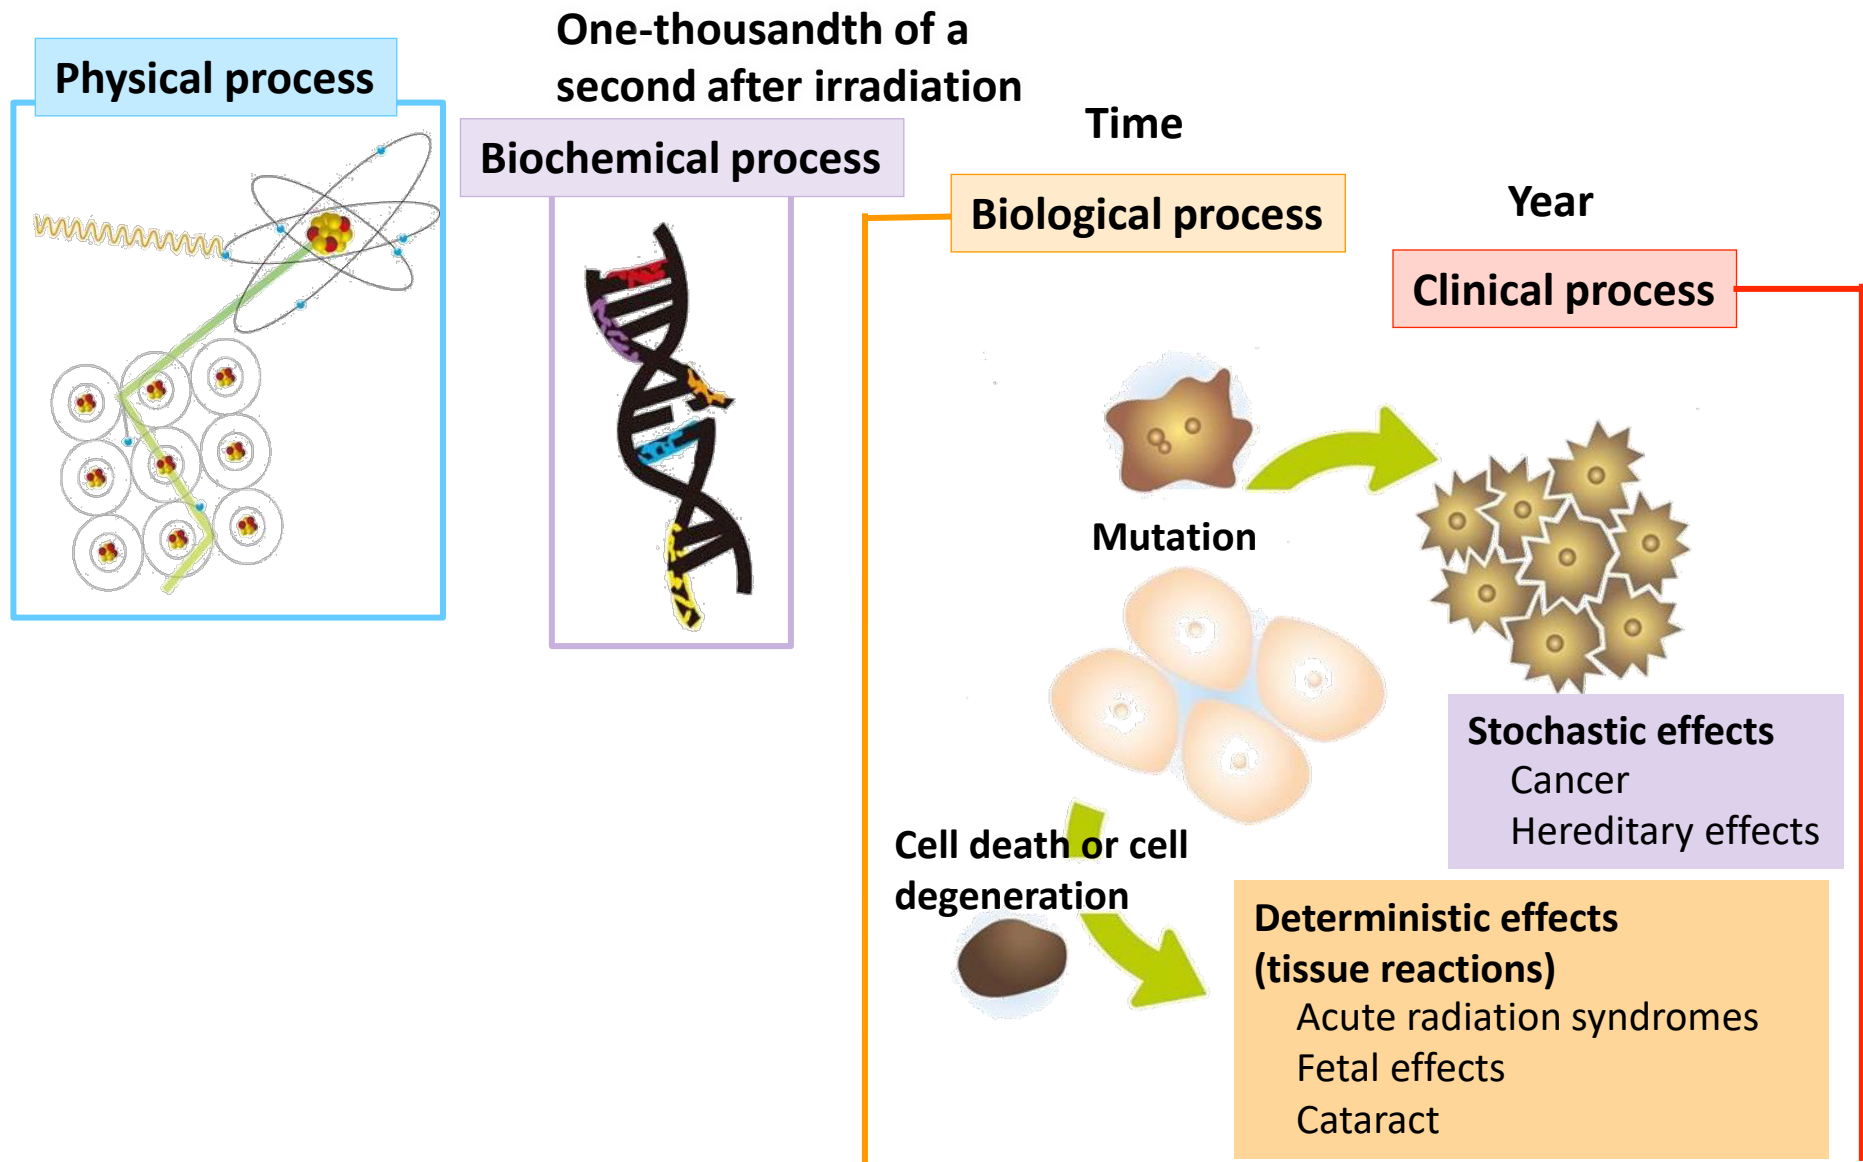 Physical process
One-thousandth of a
second after irradiation
Biochemical process
Time
Biological process
Year
Clinical process
Mutation
Stochastic effects
Cancer
Hereditary effects
Cell death or cell
degeneration
Deterministic effects
(tissue reactions)
Acute radiation syndromes
Fetal effects
Cataract